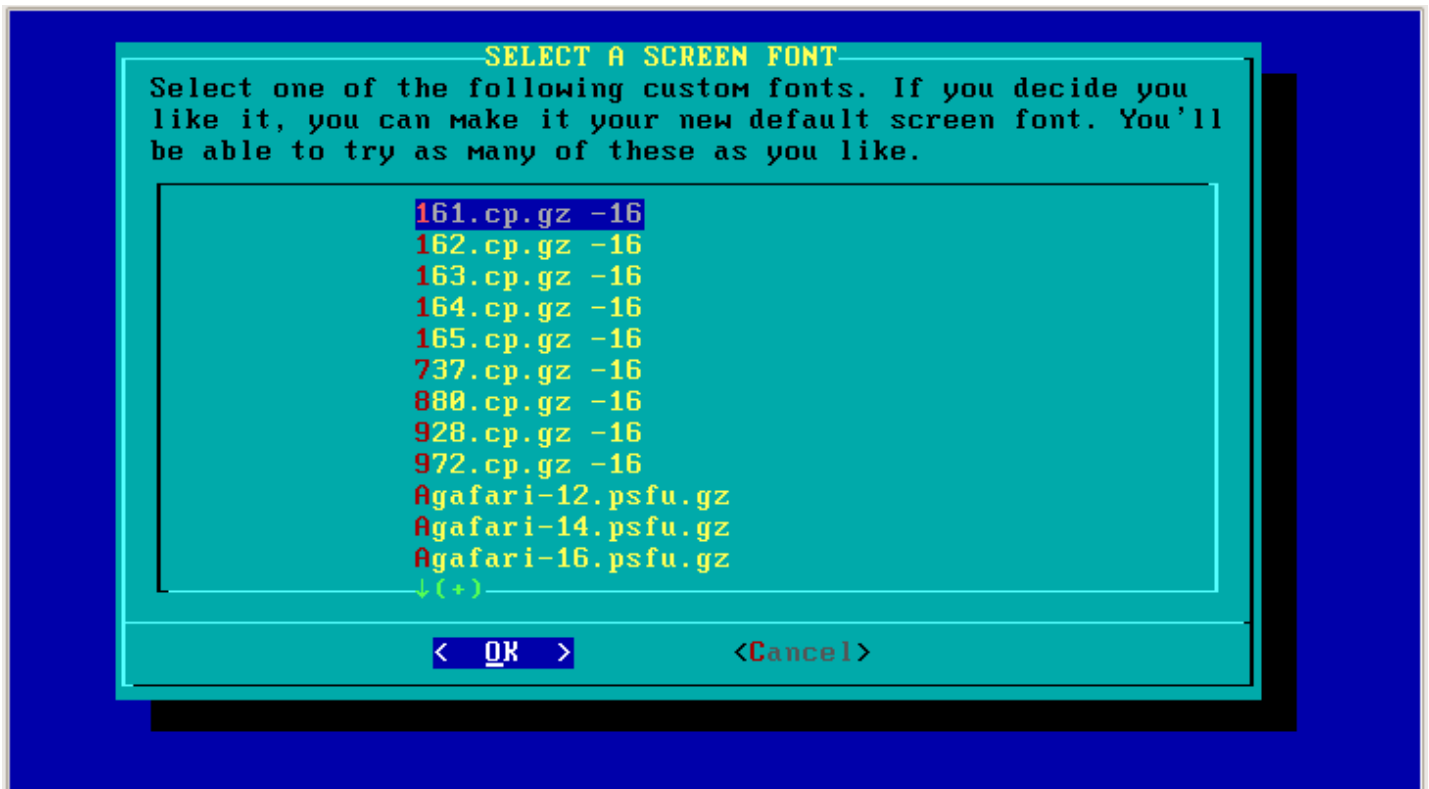 SELECT A SCREEN FONT
Select one of the following custom fonts. If you decide you
like it, you can make it your new default screen font. You'll
be able to try as many of these as you like.
161.cp.gz -16
162.cp.gz -16
163.cp.gz -16
164.cp.gz -16
165.cp.gz -16
737.cp.gz -16
880.cp.gz -16
928.cp.gz -16
972.cp.gz -16
Agafari-12.psfu.gz
Agafari-14.psfu.gz
Agafari-16.psfu.gz
↓(+)
< OK > <Cancel>